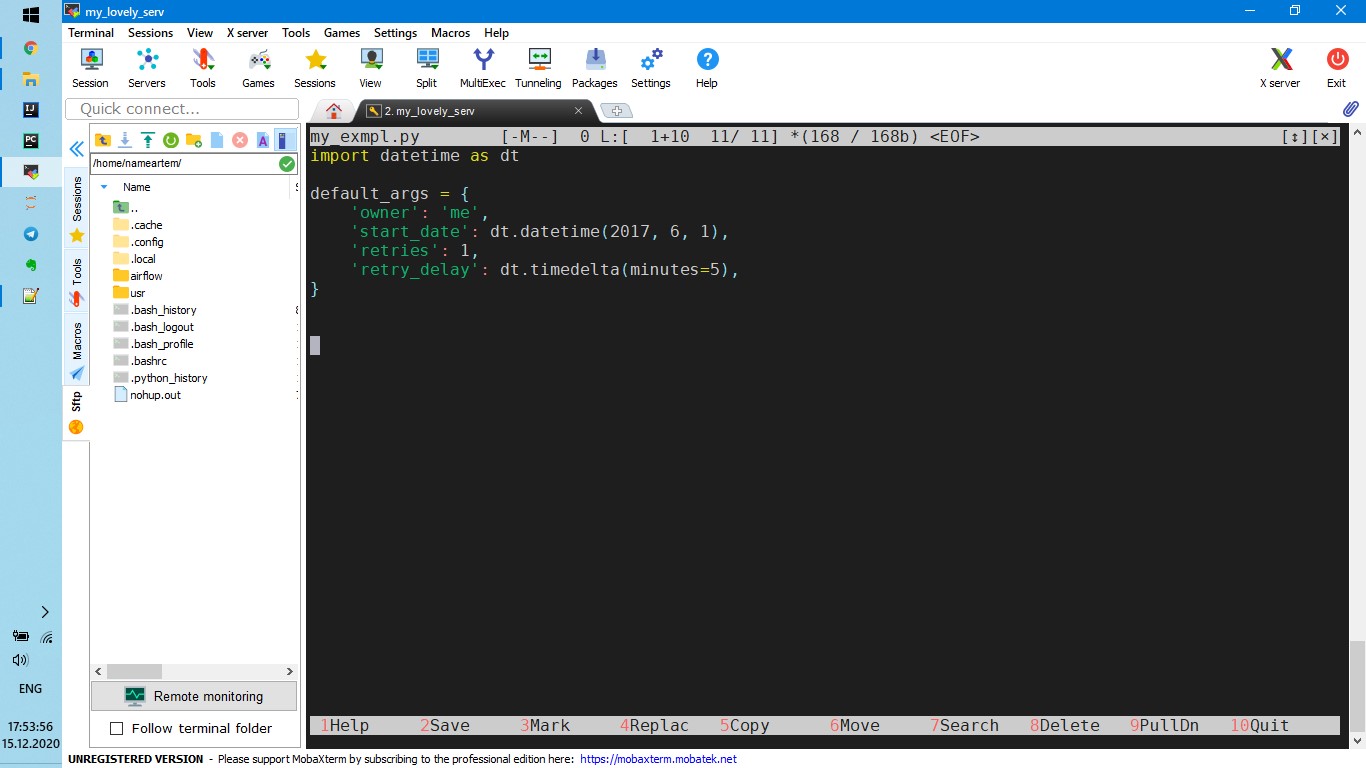 my_lovely_serv
Terminal Sessions View X server Tools Games Settings Macros Help
Session Servers Tools Games Sessions View Split MultiExec Tunneling Packages Settings Help X server Exit
Quick connect...
2. my_lovely_serv
/home/nameartem/
Name
..
.cache
.config
.local
airflow
usr
.bash_history
.bash_logout
.bash_profile
.bashrc
.python_history
nohup.out
Sessions
Tools
Macros
Sftp
my_exmpl.py [-M--] 0 L:[ 1+10 11/ 11] *(168 / 168b) <EOF> [↕][×]
import datetime as dt
default_args = {
    'owner': 'me',
    'start_date': dt.datetime(2017, 6, 1),
    'retries': 1,
    'retry_delay': dt.timedelta(minutes=5),
}
1Help 2Save 3Mark 4Replac 5Copy 6Move 7Search 8Delete 9PullDn 10Quit
Remote monitoring
Follow terminal folder
ENG
17:53:56
15.12.2020
UNREGISTERED VERSION - Please support MobaXterm by subscribing to the professional edition here: https://mobaxterm.mobatek.net